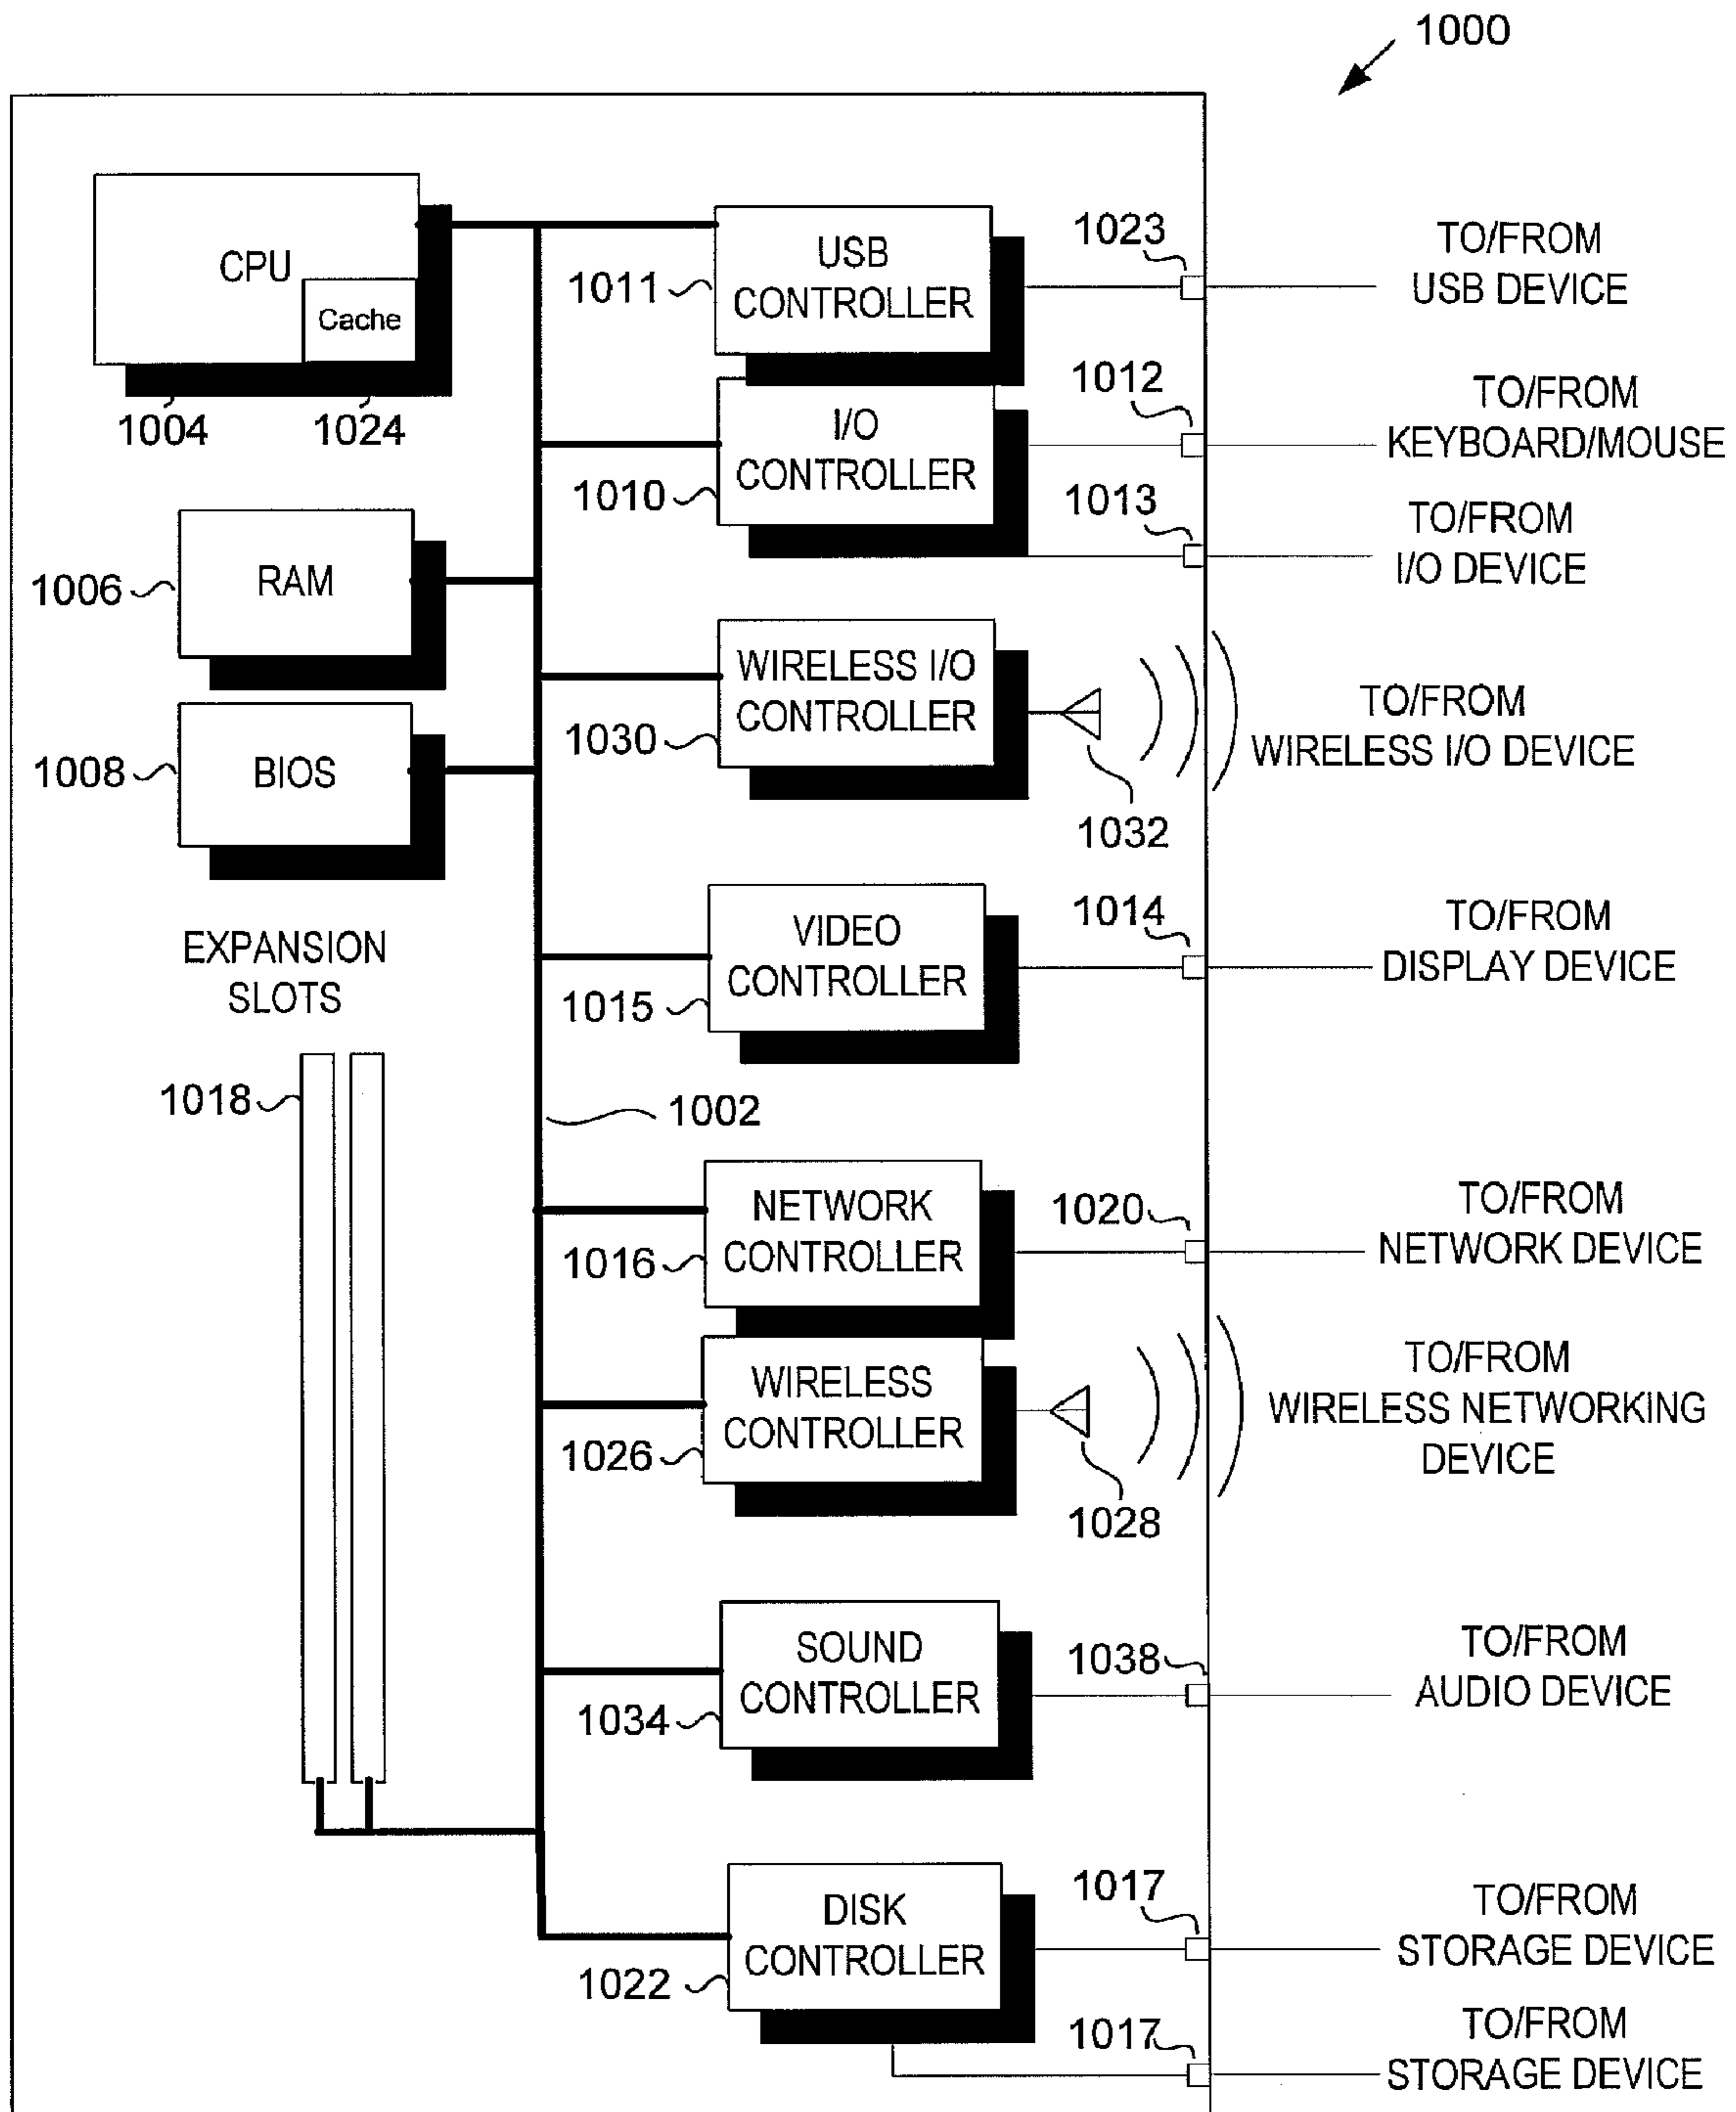 1000
CPU
Cache
1004
1024
USB
CONTROLLER
1011
1023
TO/FROM
USB DEVICE
I/O
CONTROLLER
1010
1012
TO/FROM
KEYBOARD/MOUSE
1013
TO/FROM
I/O DEVICE
RAM
1006
WIRELESS I/O
CONTROLLER
1030
1032
TO/FROM
WIRELESS I/O DEVICE
BIOS
1008
VIDEO
CONTROLLER
1015
1014
TO/FROM
DISPLAY DEVICE
EXPANSION
SLOTS
1018
1002
NETWORK
CONTROLLER
1016
1020
TO/FROM
NETWORK DEVICE
WIRELESS
CONTROLLER
1026
1028
TO/FROM
WIRELESS NETWORKING
DEVICE
SOUND
CONTROLLER
1034
1038
TO/FROM
AUDIO DEVICE
DISK
CONTROLLER
1022
1017
TO/FROM
STORAGE DEVICE
1017
TO/FROM
STORAGE DEVICE